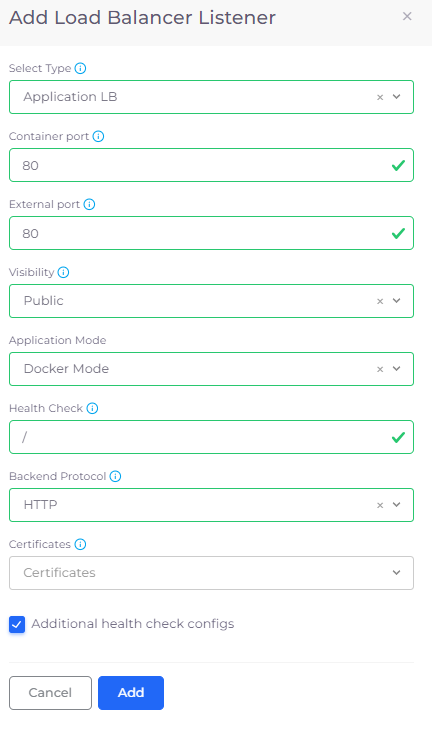 Add Load Balancer Listener
Select Type
Application LB
Container port
80
External port
80
Visibility
Public
Application Mode
Docker Mode
Health Check
/
Backend Protocol
HTTP
Certificates
Certificates
Additional health check configs
Cancel Add